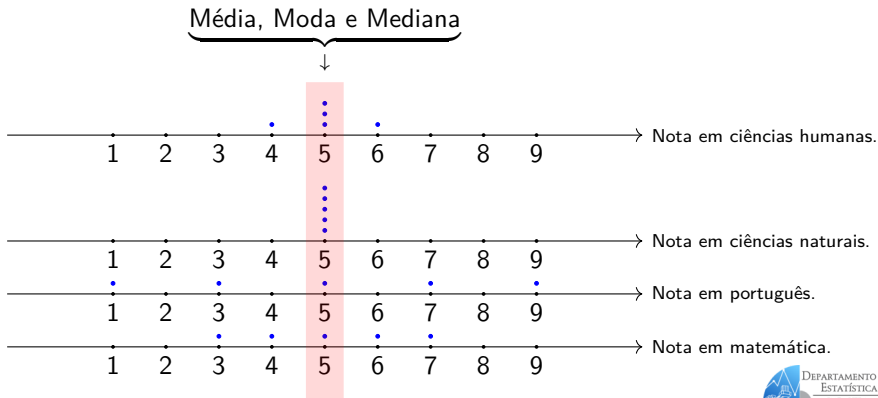 Média, Moda e Mediana
↓
1 2 3 4 5 6 7 8 9 Nota em ciências humanas.
1 2 3 4 5 6 7 8 9 Nota em ciências naturais.
1 2 3 4 5 6 7 8 9 Nota em português.
1 2 3 4 5 6 7 8 9 Nota em matemática.
DEPARTAMENTO
ESTATÍSTICA